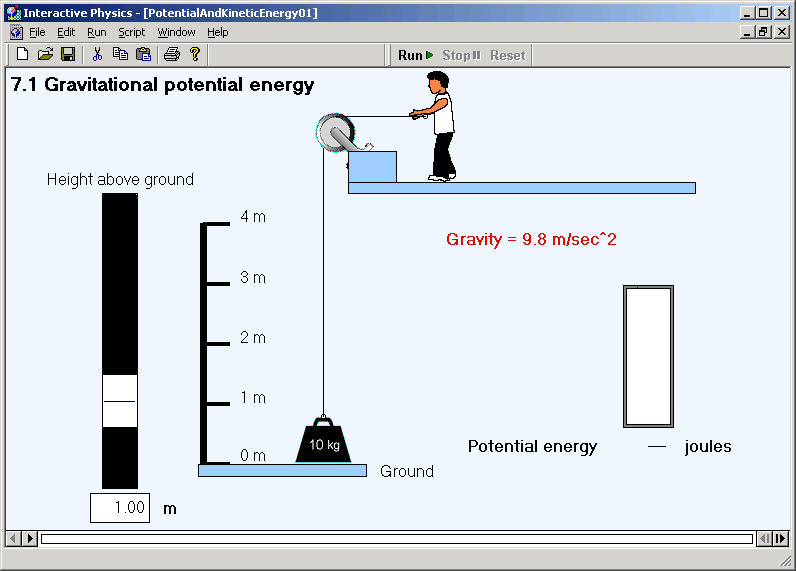 Interactive Physics - [PotentialAndKineticEnergy01]
File Edit Run Script Window Help
Run Stop Reset
7.1 Gravitational potential energy
Height above ground
4 m
Gravity = 9.8 m/sec^2
3 m
2 m
1 m
10 kg
Potential energy — joules
0 m
Ground
1.00 m